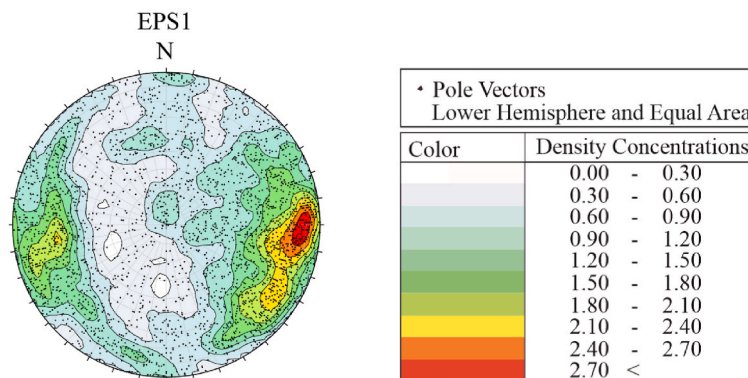 EPS1
N
Pole Vectors
Lower Hemisphere and Equal Area
Color Density Concentrations
0.00 - 0.30
0.30 - 0.60
0.60 - 0.90
0.90 - 1.20
1.20 - 1.50
1.50 - 1.80
1.80 - 2.10
2.10 - 2.40
2.40 - 2.70
2.70 <